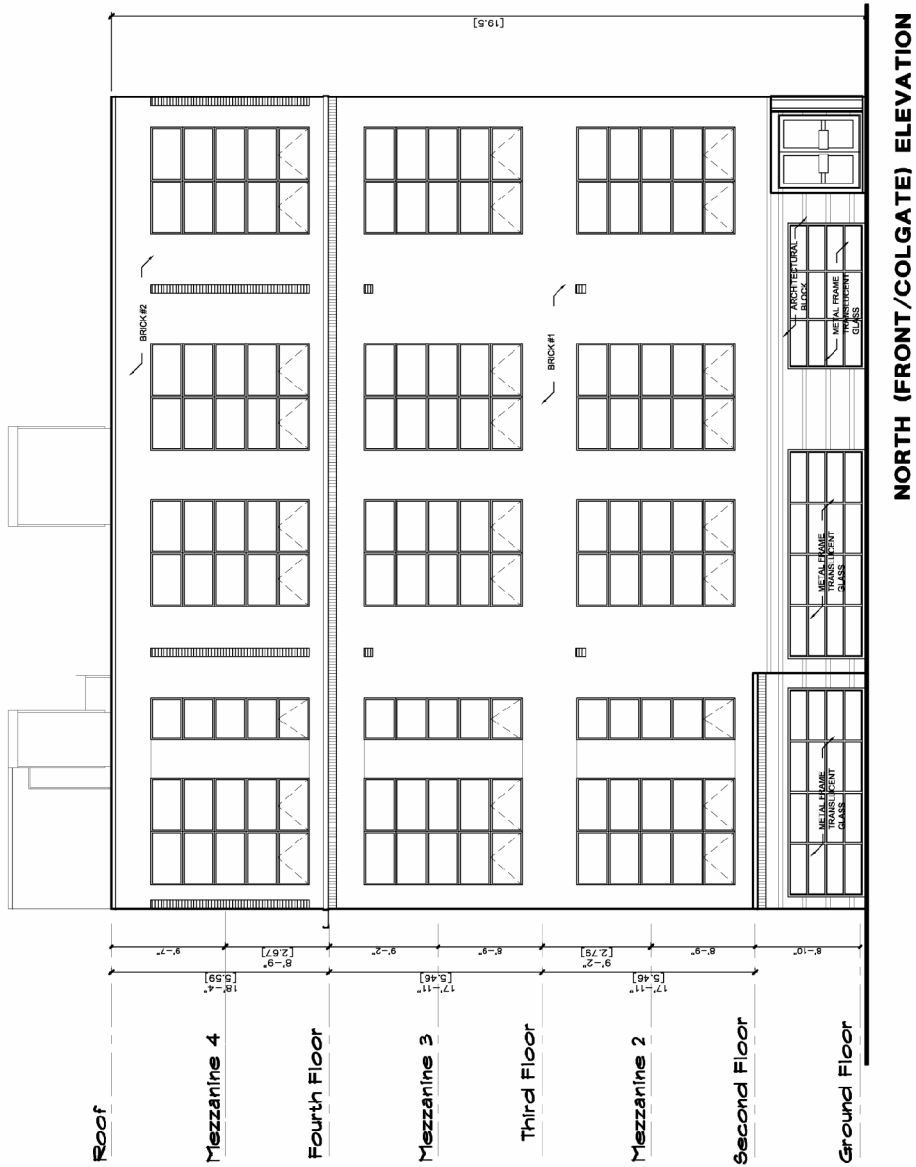 [19.5]
BRICK #2
BRICK #1
ARCHITECTURAL
BLOCK
METAL FRAME
TRANSLUCENT
GLASS
METAL FRAME
TRANSLUCENT
GLASS
METAL FRAME
TRANSLUCENT
GLASS
Roof
9'-7"
18'-4"
[5.59]
Mezzanine 4
8'-9"
[2.67]
Fourth Floor
9'-2"
17'-11"
[5.46]
Mezzanine 3
8'-9"
Third Floor
9'-2"
[2.79]
17'-11"
[5.46]
Mezzanine 2
8'-9"
Second Floor
8'-10"
Ground Floor
NORTH (FRONT/COLGATE) ELEVATION